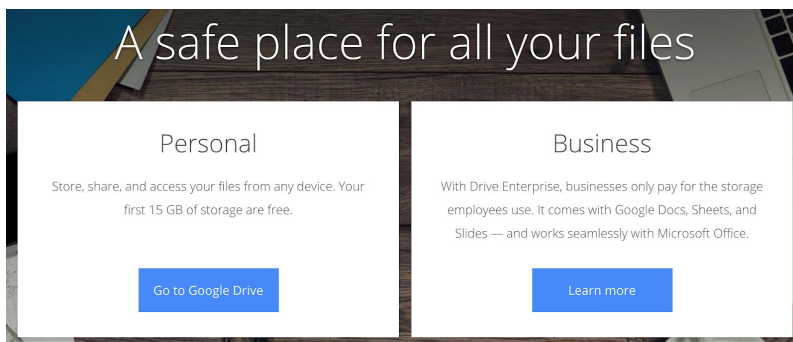 A safe place for all your files
Personal
Store, share, and access your files from any device. Your
first 15 GB of storage are free.
Go to Google Drive
Business
With Drive Enterprise, businesses only pay for the storage
employees use. It comes with Google Docs, Sheets, and
Slides — and works seamlessly with Microsoft Office.
Learn more